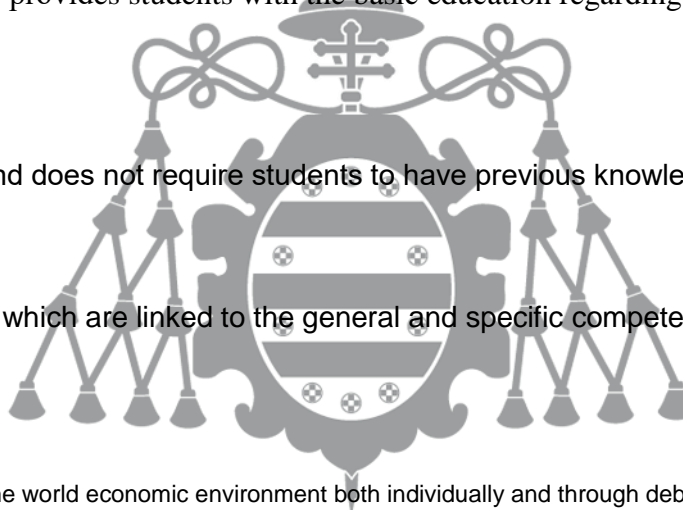 provides students with the basic education regarding
nd does not require students to have previous knowle
which are linked to the general and specific compete
ne world economic environment both individually and through deb